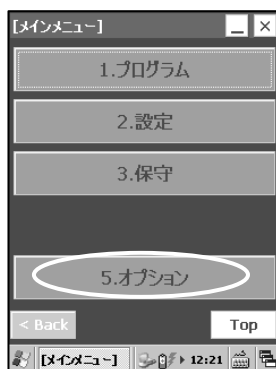 [メインメニュー]
1.プログラム
2.設定
3.保守
5.オプション
< Back
Top
[メインメニュー]
12:21